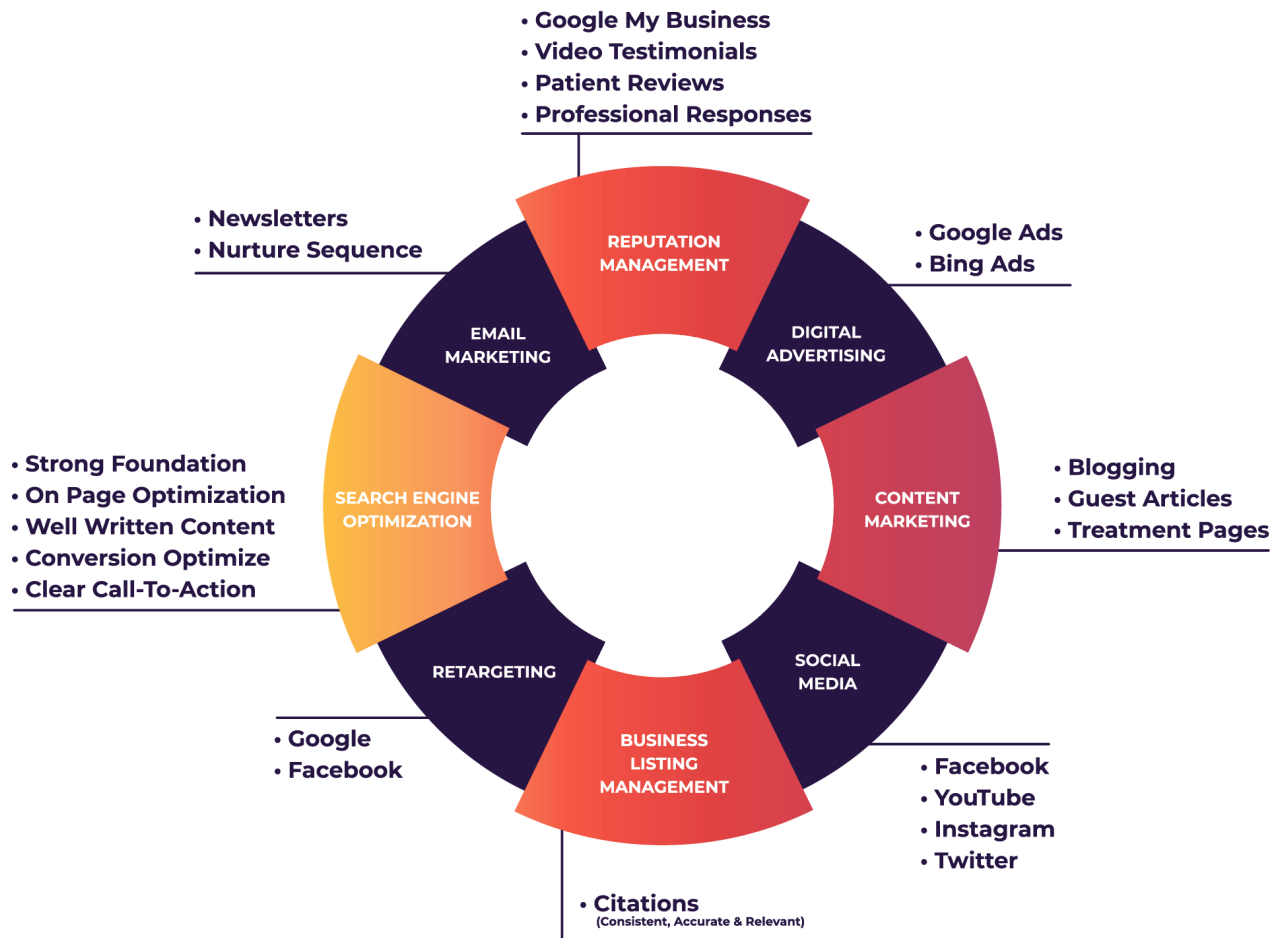 • Google My Business
• Video Testimonials
• Patient Reviews
• Professional Responses
REPUTATION
MANAGEMENT
• Newsletters
• Nurture Sequence
EMAIL
MARKETING
• Google Ads
• Bing Ads
DIGITAL
ADVERTISING
• Strong Foundation
• On Page Optimization
• Well Written Content
• Conversion Optimize
• Clear Call-To-Action
SEARCH ENGINE
OPTIMIZATION
CONTENT
MARKETING
• Blogging
• Guest Articles
• Treatment Pages
RETARGETING
• Google
• Facebook
SOCIAL
MEDIA
• Facebook
• YouTube
• Instagram
• Twitter
BUSINESS
LISTING
MANAGEMENT
• Citations
(Consistent, Accurate & Relevant)